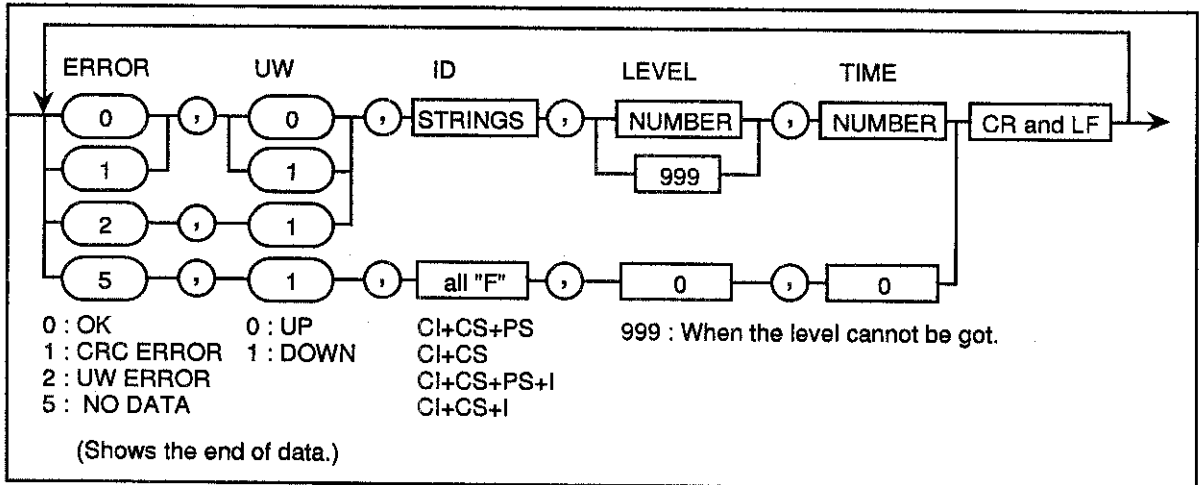 ERROR UW ID LEVEL TIME
0 , 0 , STRINGS , NUMBER , NUMBER CR and LF
1 1 999
2 , 1
5 , 1 , all "F" , 0 , 0
0 : OK 0 : UP CI+CS+PS 999 : When the level cannot be got.
1 : CRC ERROR 1 : DOWN CI+CS
2 : UW ERROR CI+CS+PS+I
5 : NO DATA CI+CS+I
(Shows the end of data.)